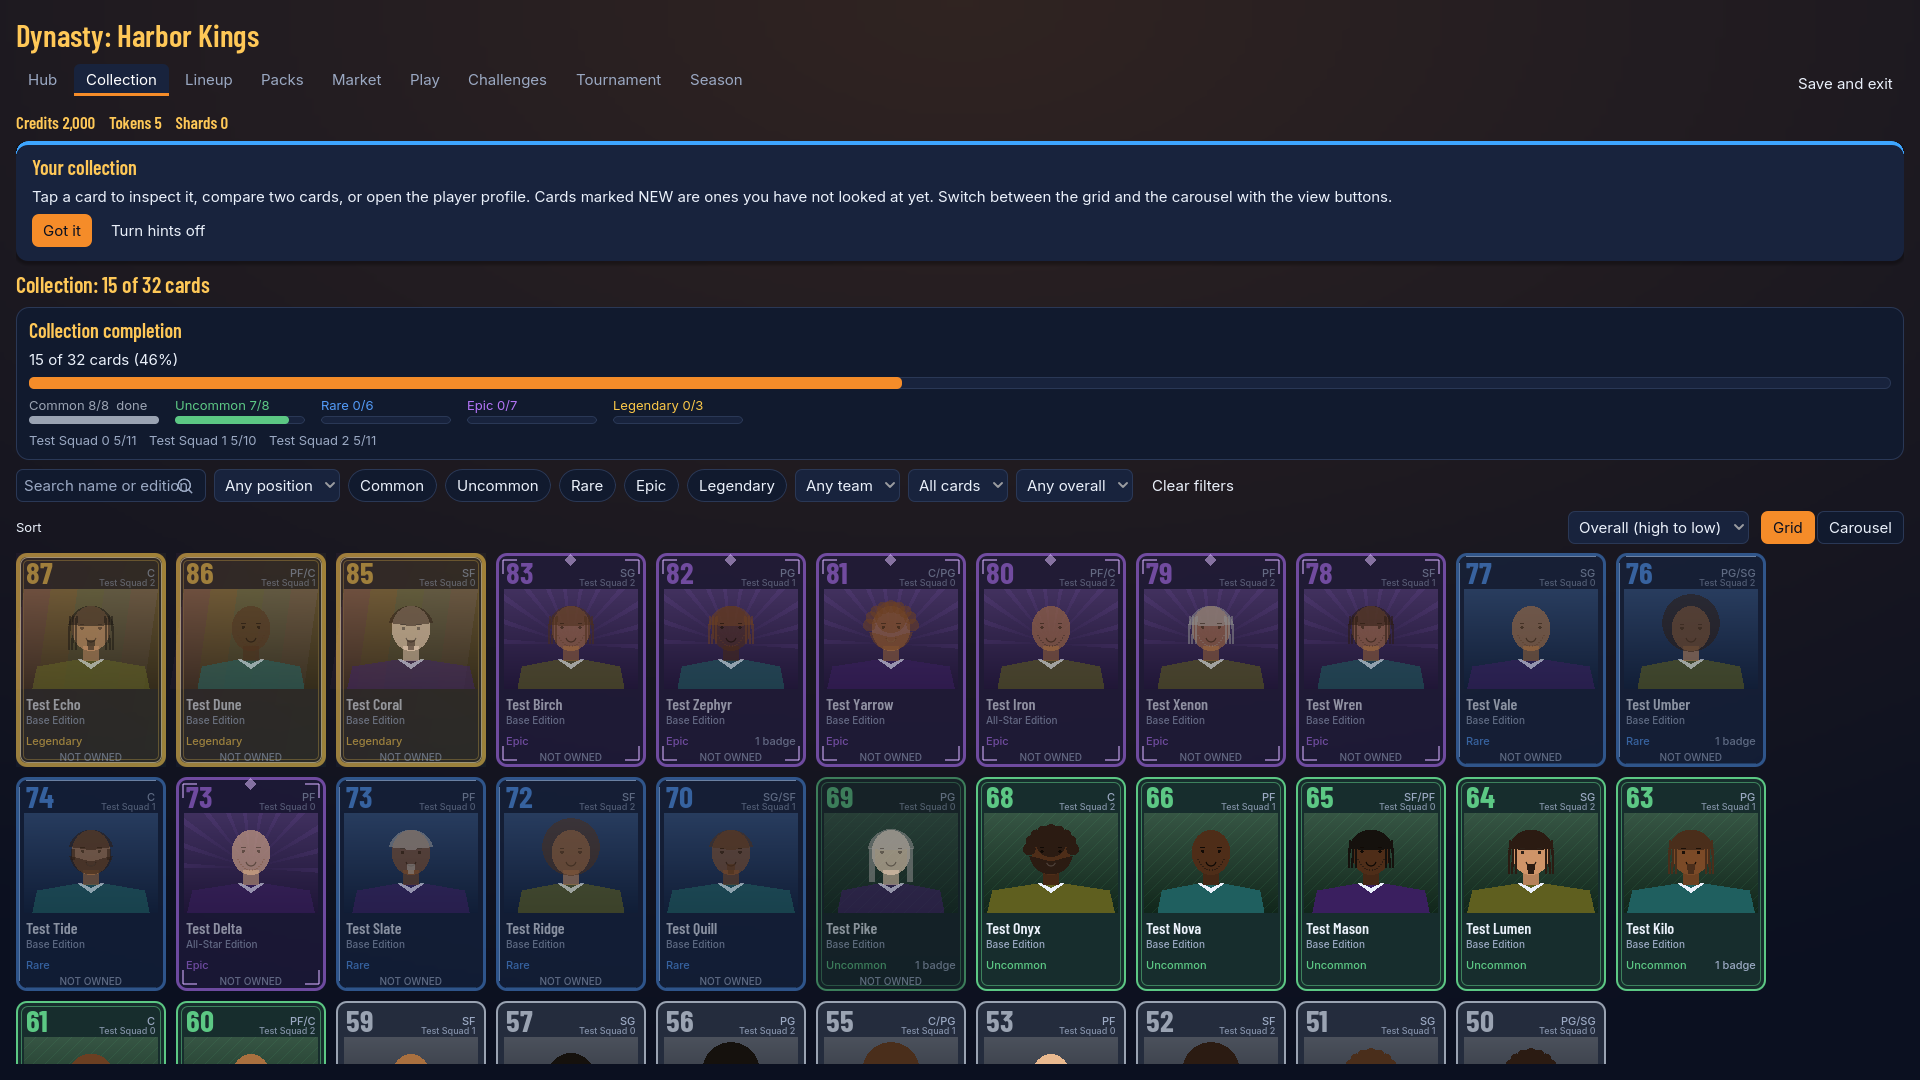 Dynasty: Harbor Kings
Hub Collection Lineup Packs Market Play Challenges Tournament Season
Save and exit
Credits 2,000 Tokens 5 Shards 0
Your collection
Tap a card to inspect it, compare two cards, or open the player profile. Cards marked NEW are ones you have not looked at yet. Switch between the grid and the carousel with the view buttons.
Got it Turn hints off
Collection: 15 of 32 cards
Collection completion
15 of 32 cards (46%)
Common 8/8 done Uncommon 7/8 Rare 0/6 Epic 0/7 Legendary 0/3
Test Squad 0 5/11 Test Squad 1 5/10 Test Squad 2 5/11
Search name or edition Any position Common Uncommon Rare Epic Legendary Any team All cards Any overall Clear filters
Sort Overall (high to low) Grid Carousel
87 C Test Squad 2
Test Echo
Base Edition
Legendary
NOT OWNED
86 PF/C Test Squad 1
Test Dune
Base Edition
Legendary
NOT OWNED
85 SF Test Squad 0
Test Coral
Base Edition
Legendary
NOT OWNED
83 SG Test Squad 2
Test Birch
Base Edition
Epic
NOT OWNED
82 PG Test Squad 1
Test Zephyr
Base Edition
Epic 1 badge
NOT OWNED
81 C/PG Test Squad 0
Test Yarrow
Base Edition
Epic
NOT OWNED
80 PF/C Test Squad 2
Test Iron
All-Star Edition
Epic
NOT OWNED
79 PF Test Squad 2
Test Xenon
Base Edition
Epic
NOT OWNED
78 SF Test Squad 1
Test Wren
Base Edition
Epic
NOT OWNED
77 SG Test Squad 0
Test Vale
Base Edition
Rare
NOT OWNED
76 PG/SG Test Squad 2
Test Umber
Base Edition
Rare 1 badge
NOT OWNED
74 C Test Squad 1
Test Tide
Base Edition
Rare
NOT OWNED
73 PF Test Squad 0
Test Delta
All-Star Edition
Epic
NOT OWNED
73 PF Test Squad 0
Test Slate
Base Edition
Rare
NOT OWNED
72 SF Test Squad 2
Test Ridge
Base Edition
Rare
NOT OWNED
70 SG/SF Test Squad 1
Test Quill
Base Edition
Rare
NOT OWNED
69 PG Test Squad 0
Test Pike
Base Edition
Uncommon 1 badge
NOT OWNED
68 C Test Squad 2
Test Onyx
Base Edition
Uncommon
66 PF Test Squad 1
Test Nova
Base Edition
Uncommon
65 SF/PF Test Squad 0
Test Mason
Base Edition
Uncommon
64 SG Test Squad 2
Test Lumen
Base Edition
Uncommon
63 PG Test Squad 1
Test Kilo
Base Edition
Uncommon 1 badge
61 C Test Squad 0
60 PF/C Test Squad 2
59 SF Test Squad 1
57 SG Test Squad 0
56 PG Test Squad 2
55 C/PG Test Squad 1
53 PF Test Squad 0
52 SF Test Squad 2
51 SG Test Squad 1
50 PG/SG Test Squad 0